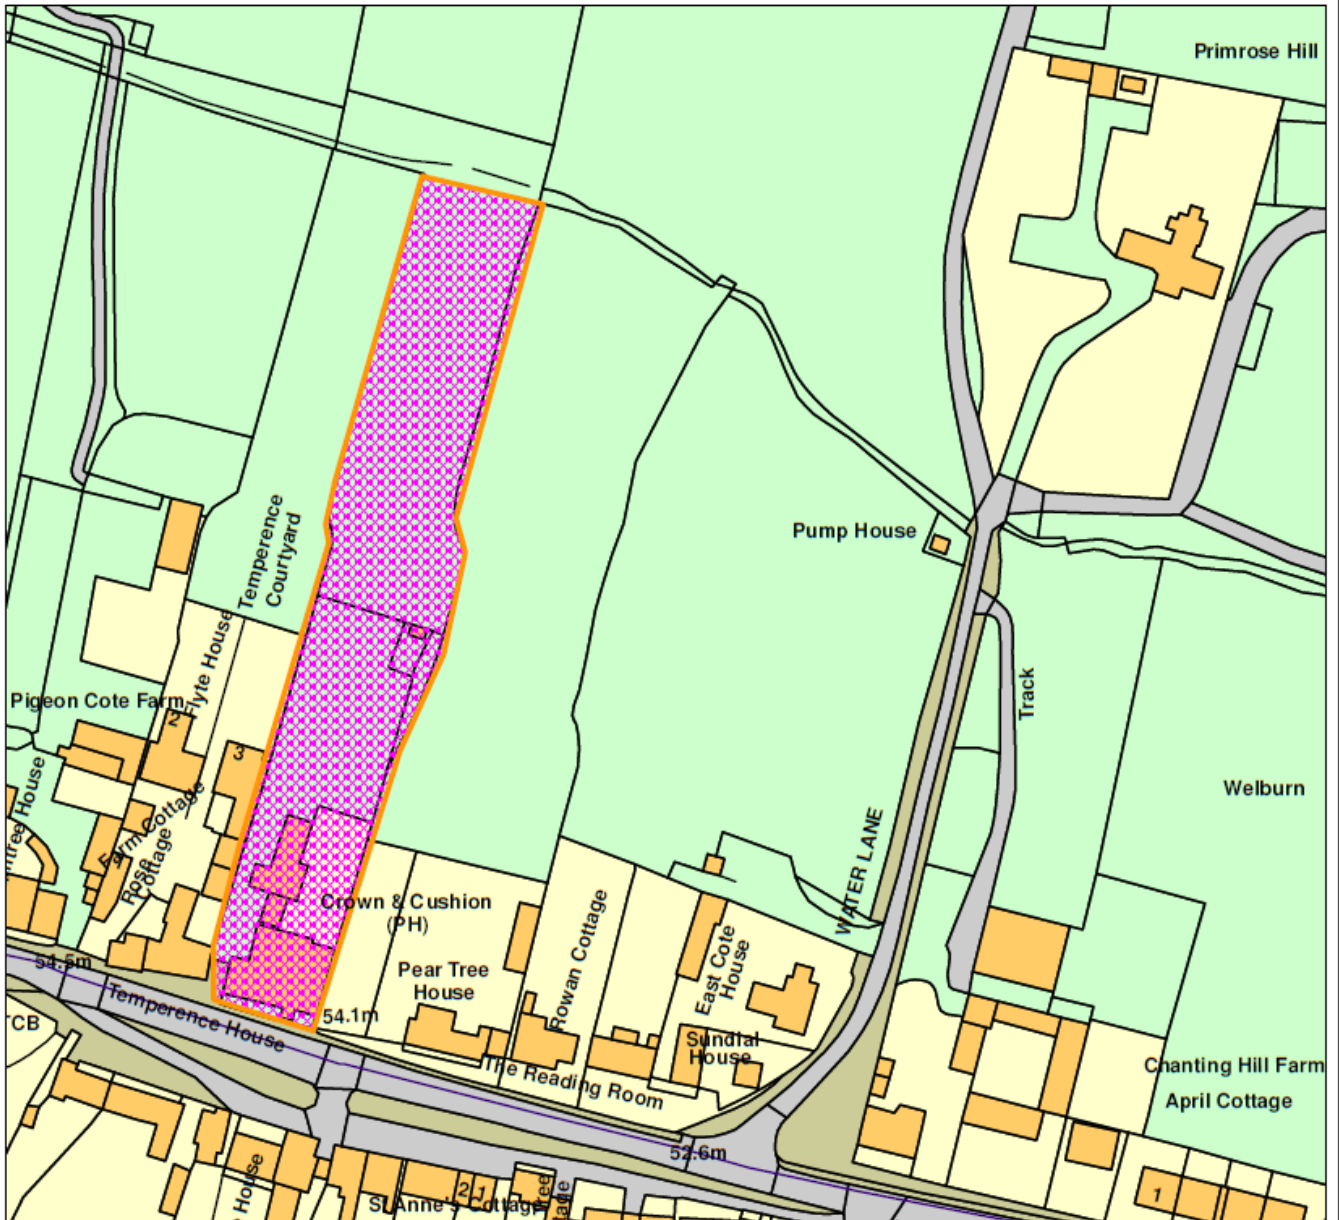 Primrose Hill
Temperence
Courtyard
Pump House
Flyte House
Track
Pigeon Cote Farm
2
3
Welburn
Farm Cottage
Rose
Cottage
WATER LANE
Crown & Cushion
(PH)
Rowan Cottage
East Cote
House
Pear Tree
House
54.5m
54.1m
Temperence House
TCB
Sundial
House
The Reading Room
Chanting Hill Farm
April Cottage
52.6m
House
St Anne's Cottage
2
1
1